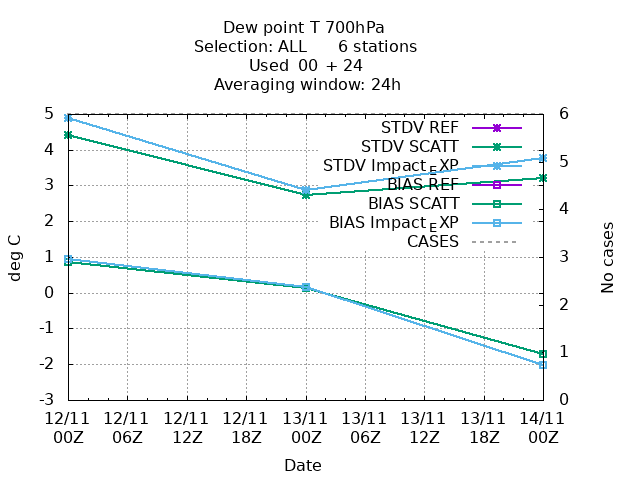 Dew point T 700hPa
Selection: ALL 6 stations
Used 00 + 24
Averaging window: 24h
5
4
3
2
1
0
-1
-2
-3
deg C
6
5
4
3
2
1
0
No cases
STDV REF
STDV SCATT
STDV Impact_EXP
BIAS REF
BIAS SCATT
BIAS Impact_EXP
CASES
12/11 12/11 12/11 12/11 13/11 13/11 13/11 13/11 14/11
00Z 06Z 12Z 18Z 00Z 06Z 12Z 18Z 00Z
Date